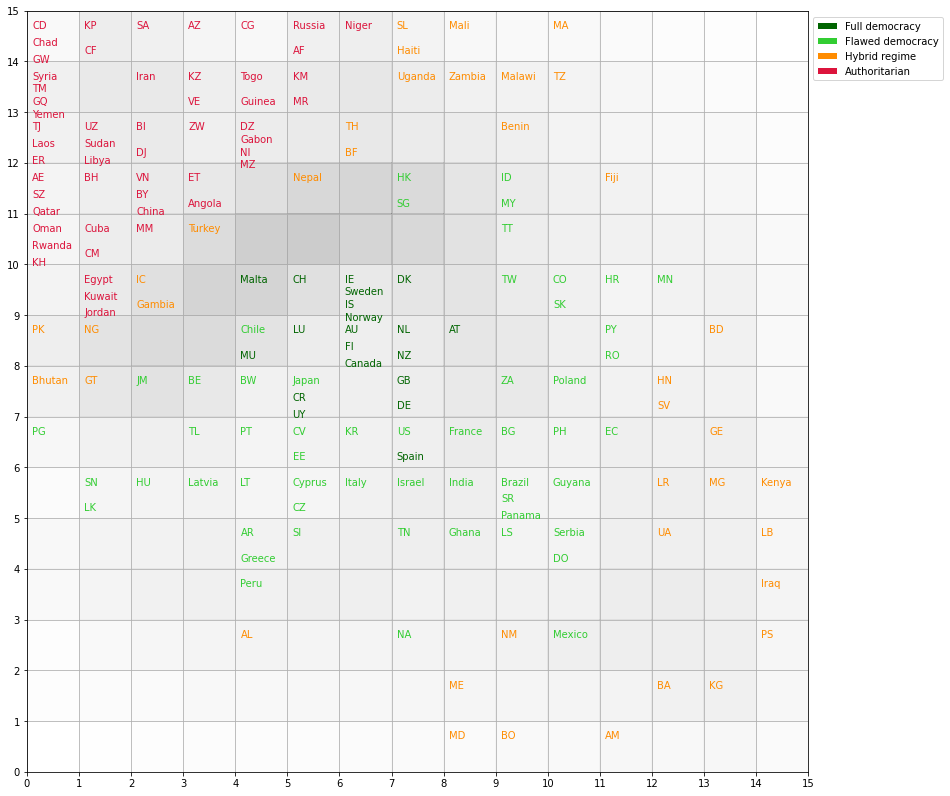 15
CD KP SA AZ CG Russia Niger SL Mali MA
Chad
CF AF Haiti
GW
14
Syria Iran KZ Togo KM Uganda Zambia Malawi TZ
TM
GQ VE Guinea MR
Yemen
13
TJ UZ BI ZW DZ TH Benin
Laos Sudan Gabon
DJ NI BF
ER Libya MZ
12
AE BH VN ET Nepal HK ID Fiji
SZ BY
Angola SG MY
Qatar China
11
Oman Cuba MM Turkey TT
Rwanda
CM
KH
10
Egypt IC Malta CH IE DK TW CO HR MN
Kuwait Sweden
Gambia IS SK
Jordan Norway
9
PK NG Chile LU AU NL AT PY BD
FI
MU NZ RO
Canada
8
Bhutan GT JM BE BW Japan GB ZA Poland HN
CR DE SV
UY
7
PG TL PT CV KR US France BG PH EC GE
EE Spain
6
SN HU Latvia LT Cyprus Italy Israel India Brazil Guyana LR MG Kenya
SR
LK CZ
Panama
5
AR SI TN Ghana LS Serbia UA LB
Greece DO
4
Peru Iraq
3
AL NA NM Mexico PS
2
ME BA KG
1
MD BO AM
0
0 1 2 3 4 5 6 7 8 9 10 11 12 13 14 15
Full democracy
Flawed democracy
Hybrid regime
Authoritarian